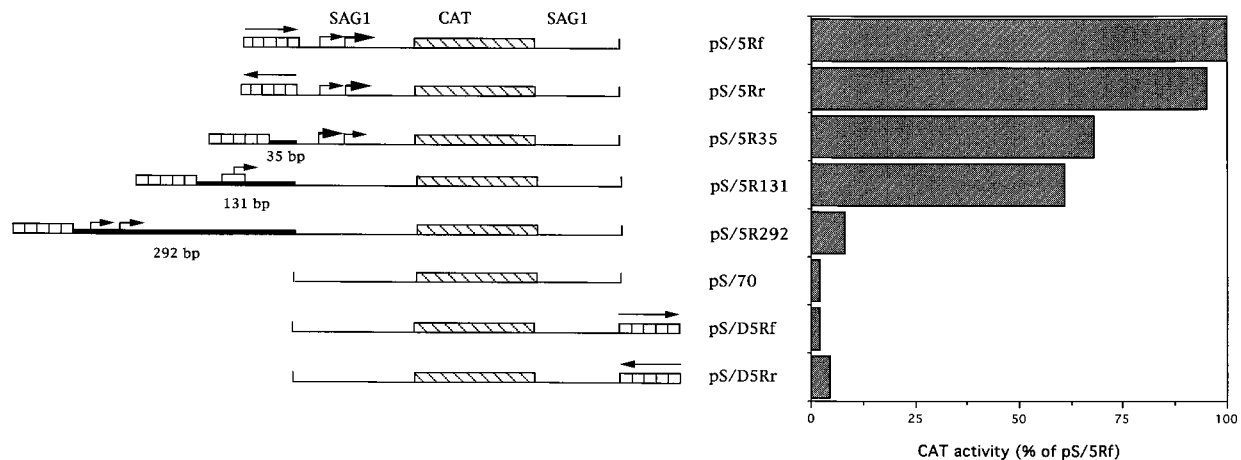 SAG1 CAT SAG1
pS/5Rf
pS/5Rr
35 bp
pS/5R35
131 bp
pS/5R131
292 bp
pS/5R292
pS/70
pS/D5Rf
pS/D5Rr
0 25 50 75 100
CAT activity (% of pS/5Rf)